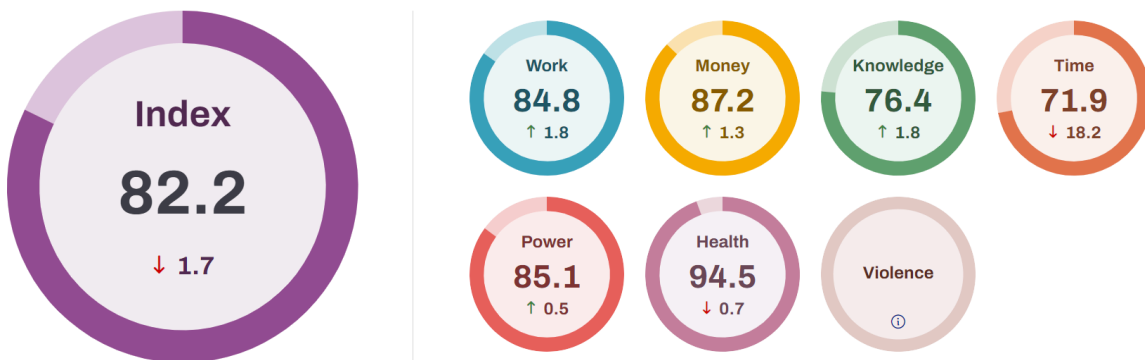 Index
82.2
↓ 1.7
Work
84.8
↑ 1.8
Money
87.2
↑ 1.3
Knowledge
76.4
↑ 1.8
Time
71.9
↓ 18.2
Power
85.1
↑ 0.5
Health
94.5
↓ 0.7
Violence